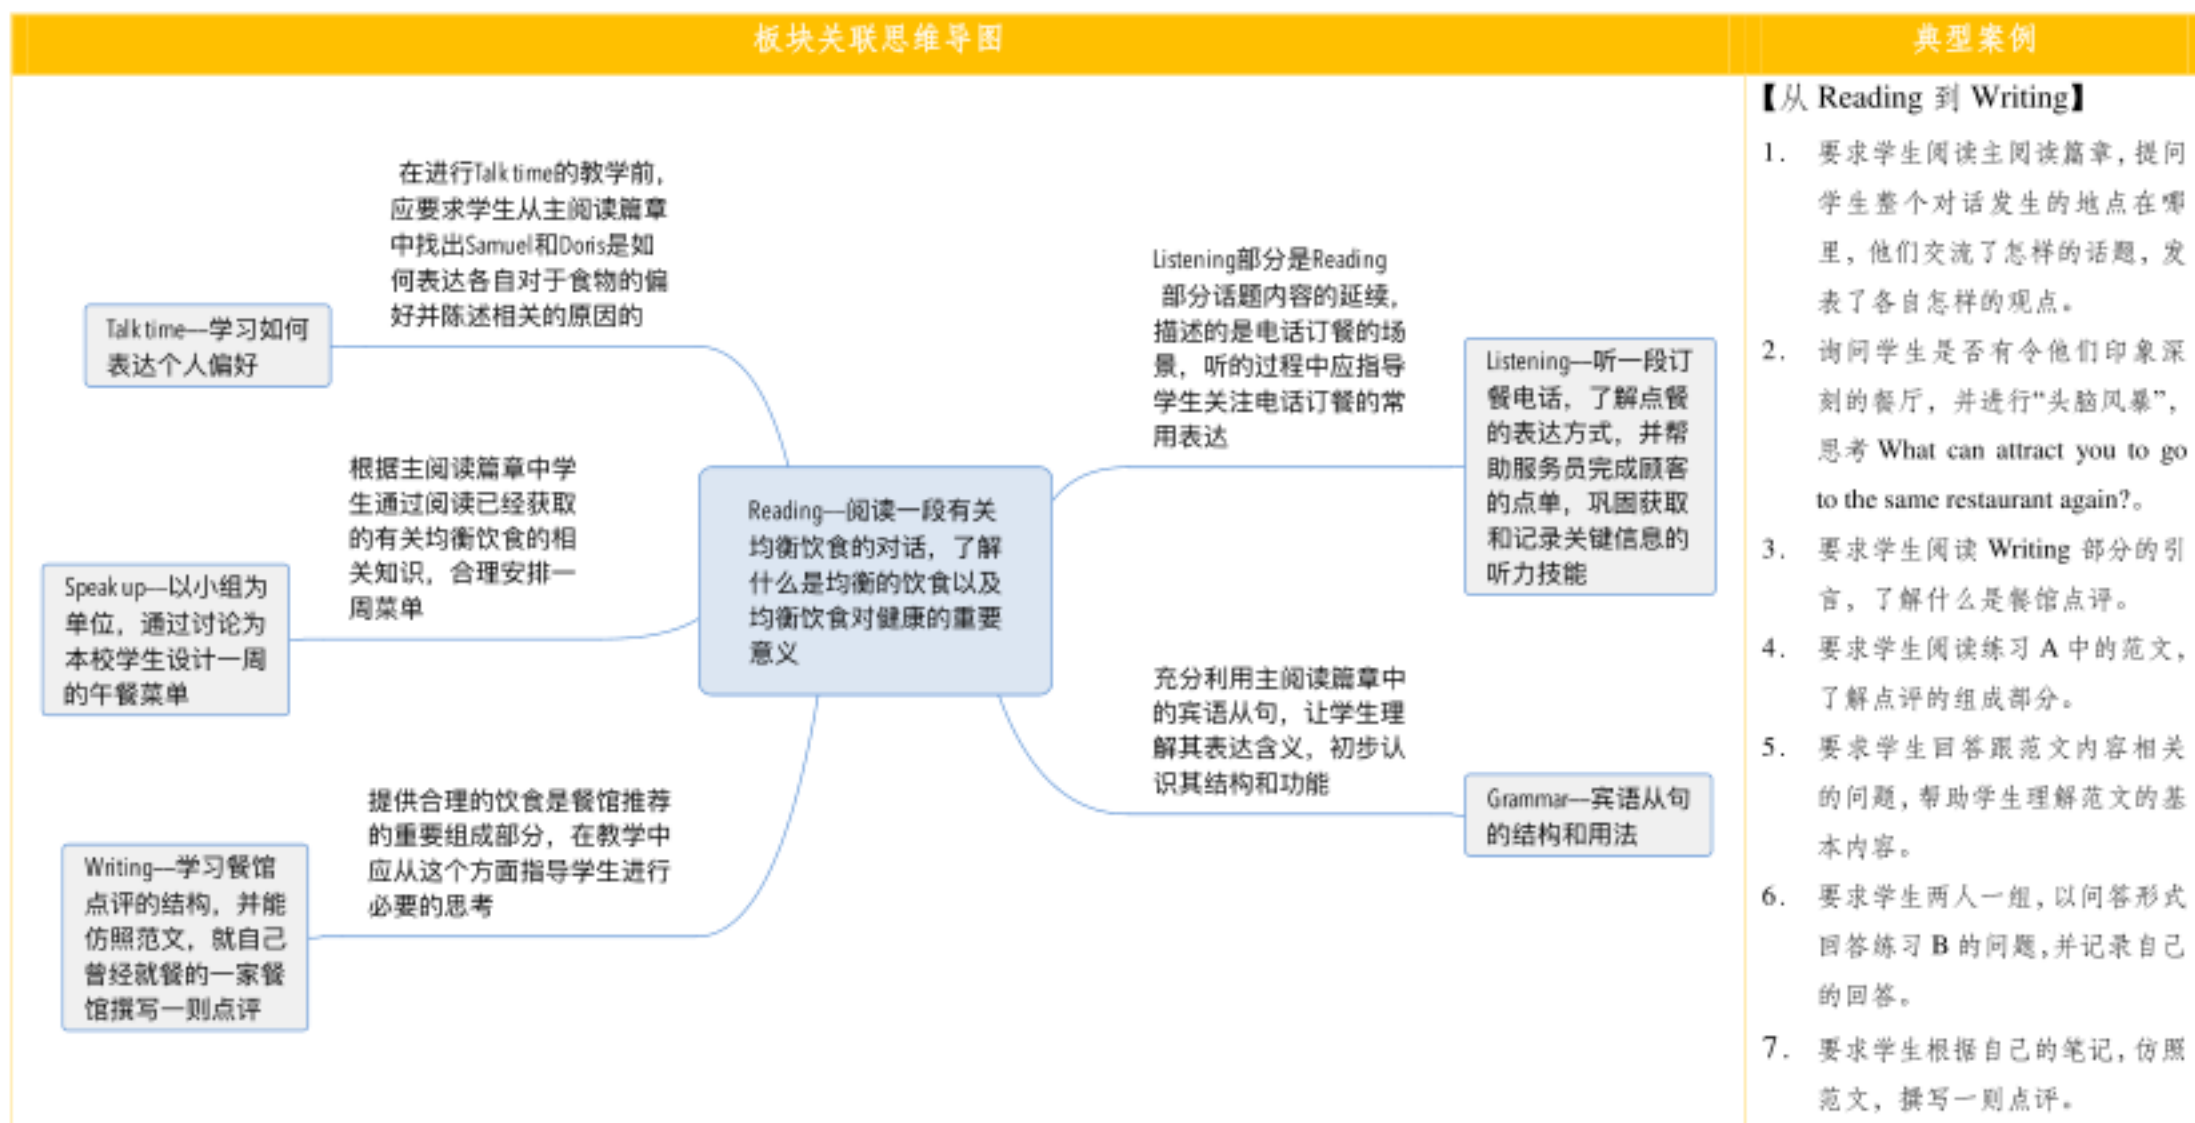 板块关联思维导图
典型案例
在进行Talk time的教学前，
应要求学生从主阅读篇章
中找出Samuel和Doris是如
何表达各自对于食物的偏
好并陈述相关的原因的
Talk time—学习如何
表达个人偏好
根据主阅读篇章中学
生通过阅读已经获取
的有关均衡饮食的相
关知识，合理安排一
周菜单
Speak up—以小组为
单位，通过讨论为
本校学生设计一周
的午餐菜单
提供合理的饮食是餐馆推荐
的重要组成部分，在教学中
应从这个方面指导学生进行
必要的思考
Writing—学习餐馆
点评的结构，并能
仿照范文，就自己
曾经就餐的一家餐
馆撰写一则点评
Reading—阅读一段有关
均衡饮食的对话，了解
什么是均衡的饮食以及
均衡饮食对健康的重要
意义
Listening部分是Reading
部分话题内容的延续，
描述的是电话订餐的场
景，听的过程中应指导
学生关注电话订餐的常
用表达
Listening—听一段订
餐电话，了解点餐
的表达方式，并帮
助服务员完成顾客
的点单，巩固获取
和记录关键信息的
听力技能
充分利用主阅读篇章中
的宾语从句，让学生理
解其表达含义，初步认
识其结构和功能
Grammar—宾语从句
的结构和用法
【从 Reading 到 Writing】
1. 要求学生阅读主阅读篇章，提问
学生整个对话发生的地点在哪
里，他们交流了怎样的话题，发
表了各自怎样的观点。
2. 询问学生是否有令他们印象深
刻的餐厅，并进行“头脑风暴”，
思考 What can attract you to go
to the same restaurant again?。
3. 要求学生阅读 Writing 部分的引
言，了解什么是餐馆点评。
4. 要求学生阅读练习 A 中的范文，
了解点评的组成部分。
5. 要求学生回答跟范文内容相关
的问题，帮助学生理解范文的基
本内容。
6. 要求学生两人一组，以问答形式
回答练习 B 的问题，并记录自己
的回答。
7. 要求学生根据自己的笔记，仿照
范文，撰写一则点评。